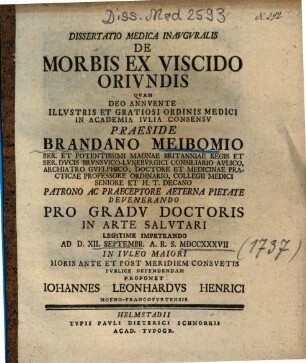 Diss. Med 2593
DISSERTATIO MEDICA INAVGVRALIS
DE
MORBIS EX VISCIDO
ORIVNDIS
QVAM
DEO ANNVENTE
ILLVSTRIS ET GRATIOSI ORDINIS MEDICI
IN ACADEMIA IVLIA CONSENSV
PRAESIDE
BRANDANO MEIBOMIO
SER. ET POTENTISSIMI MAGNAE BRITANNIAE REGIS ET
SER. DVCIS BRVNSVICO-LVNEBVRGICI CONSILIARIO AVLICO,
ARCHIATRO GVELPHICO, DOCTORE ET MEDICINAE PRA-
CTICAE PROFESSORE ORDINARIO, COLLEGII MEDICI
SENIORE ET H. T. DECANO
PATRONO AC PRAECEPTORE AETERNA PIETATE
DEVENERANDO
PRO GRADV DOCTORIS
IN ARTE SALVTARI
LEGITIME IMPETRANDO
AD D. XII. SEPTEMBR. A. R. S. MDCCXXXVII
IN IVLEO MAIORI
(1737)
HORIS ANTE ET POST MERIDIEM CONSVETIS
PVBLICE DEFENDENDAM
PROPONET
IOHANNES LEONHARDVS HENRICI
MOENO-FRANCOFVRTENSIS
HELMSTADII
TYPIS PAVLI DIETERICI SCHNORRII
ACAD. TYPOGR.